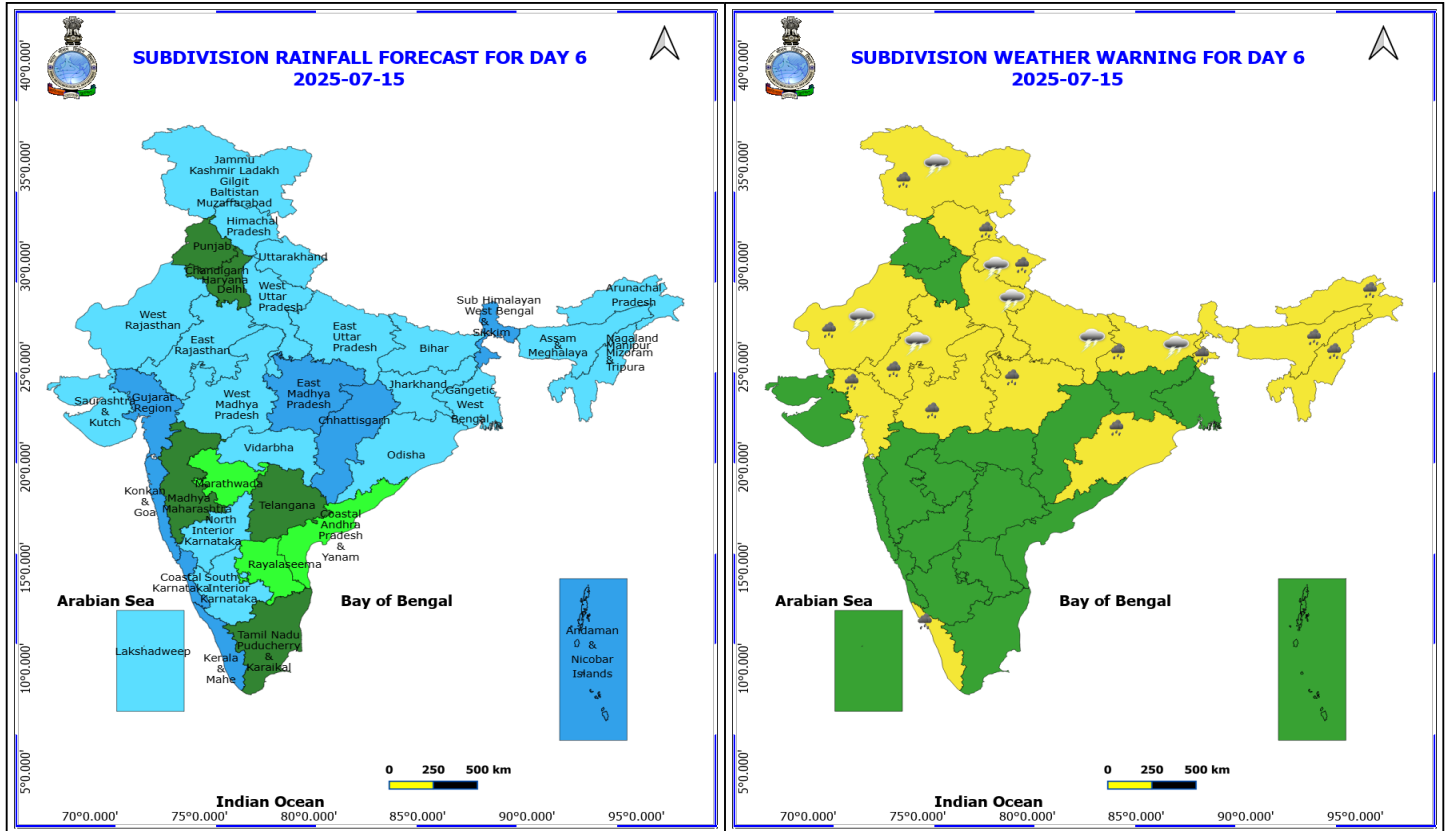 SUBDIVISION RAINFALL FORECAST FOR DAY 6
2025-07-15
40°0.000'
35°0.000'
30°0.000'
25°0.000'
20°0.000'
15°0.000'
10°0.000'
5°0.000'
Jammu
Kashmir Ladakh
Gilgit
Baltistan
Muzaffarabad
Himachal
Pradesh
Punjab
Uttarakhand
Chandigarh
Haryana
Delhi
West
Uttar
Pradesh
Arunachal
Pradesh
Sub Himalayan
West Bengal
&
Sikkim
West
Rajasthan
East
Rajasthan
East
Uttar
Pradesh
Bihar
Assam
&
Meghalaya
Nagaland
Manipur
Mizoram
&
Tripura
Saurashtra
&
Kutch
Gujarat
Region
West
Madhya
Pradesh
East
Madhya
Pradesh
Jharkhand
Gangetic
West
Bengal
Chhattisgarh
Vidarbha
Odisha
Konkan
&
Goa
Madhya
Maharashtra
Marathwada
Telangana
North
Interior
Karnataka
Coastal
Andhra
Pradesh
&
Yanam
Rayalaseema
Coastal
Karnataka
South
Interior
Karnataka
Arabian Sea
Bay of Bengal
Lakshadweep
Kerala
&
Mahe
Tamil Nadu
Puducherry
&
Karaikal
Andaman
&
Nicobar
Islands
0 250 500 km
Indian Ocean
70°0.000' 75°0.000' 80°0.000' 85°0.000' 90°0.000' 95°0.000'
SUBDIVISION WEATHER WARNING FOR DAY 6
2025-07-15
40°0.000'
35°0.000'
30°0.000'
25°0.000'
20°0.000'
15°0.000'
10°0.000'
5°0.000'
Arabian Sea
Bay of Bengal
0 250 500 km
Indian Ocean
70°0.000' 75°0.000' 80°0.000' 85°0.000' 90°0.000' 95°0.000'